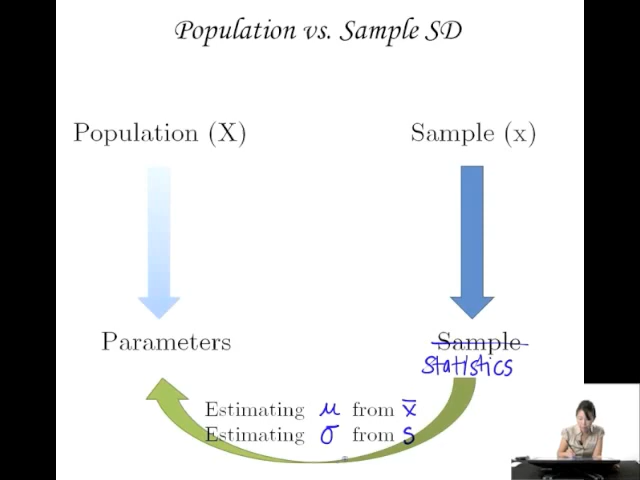 Population vs. Sample SD
Population (X)
Sample (x)
Parameters
Sample
Statistics
Estimating μ from x̄
Estimating σ from s